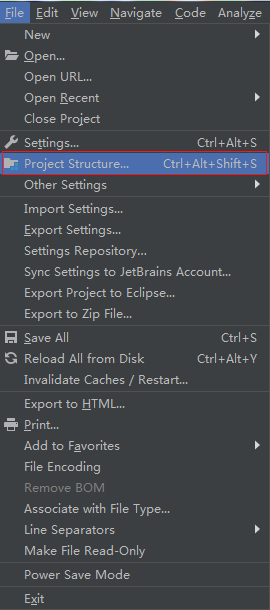 File Edit View Navigate Code Analyze
New
Open...
Open URL...
Open Recent
Close Project
Settings... Ctrl+Alt+S
Project Structure... Ctrl+Alt+Shift+S
Other Settings
Import Settings...
Export Settings...
Settings Repository...
Sync Settings to JetBrains Account...
Export Project to Eclipse...
Export to Zip File...
Save All Ctrl+S
Reload All from Disk Ctrl+Alt+Y
Invalidate Caches / Restart...
Export to HTML...
Print...
Add to Favorites
File Encoding
Remove BOM
Associate with File Type...
Line Separators
Make File Read-Only
Power Save Mode
Exit